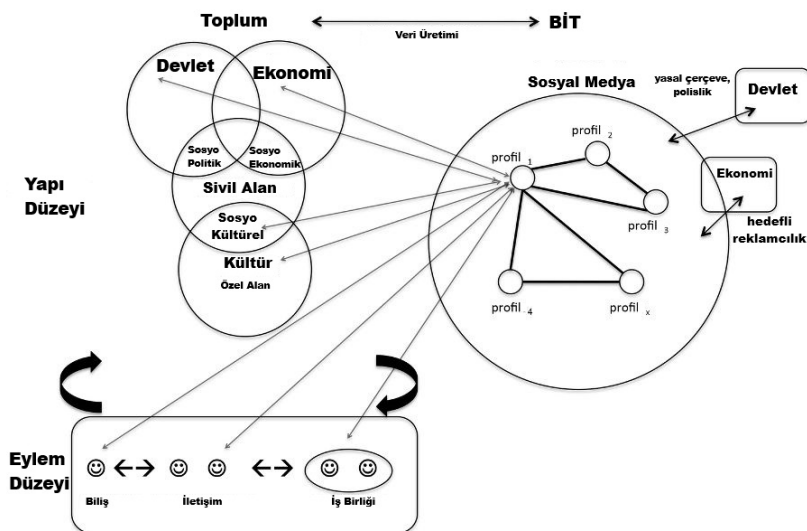 Toplum
Veri Üretimi
BİT
Devlet
Ekonomi
Sosyo
Politik
Sosyo
Ekonomik
Sivil Alan
Sosyo
Kültürel
Kültür
Özel Alan
Yapı
Düzeyi
Sosyal Medya
profil 1
profil 2
profil 3
profil 4
profil x
yasal çerçeve,
polislik
Devlet
Ekonomi
hedefli
reklamcılık
Eylem
Düzeyi
Biliş
İletişim
İş Birliği